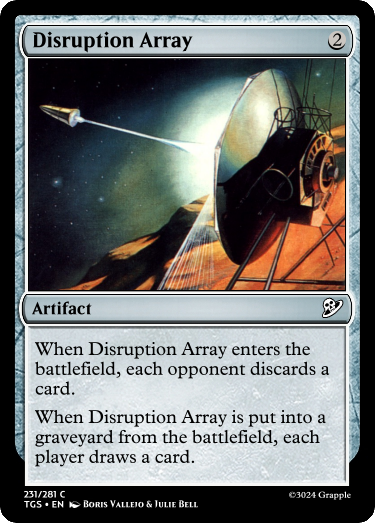 Disruption Array 2
Artifact
When Disruption Array enters the
battlefield, each opponent discards a
card.
When Disruption Array is put into a
graveyard from the battlefield, each
player draws a card.
231/281 C
TGS • EN Boris Vallejo & Julie Bell
©3024 Grapple